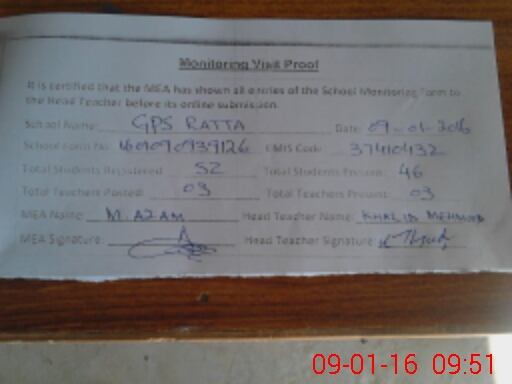 Monitoring Visit Proof
It is certified that the MEA has shown all entries of the School Monitoring Form to
the Head Teacher before its online submission.
School Name: GPS RATTA Date: 09-01-2016
School Form No: 1601090939126 EMIS Code: 37410432
Total Students Registered: 52 Total Students Present: 46
Total Teachers Posted: 03 Total Teachers Present: 03
MEA Name: M. AZAM Head Teacher Name: KHALID MEHMOOD
MEA Signature: Head Teacher Signature:
09-01-16 09:51